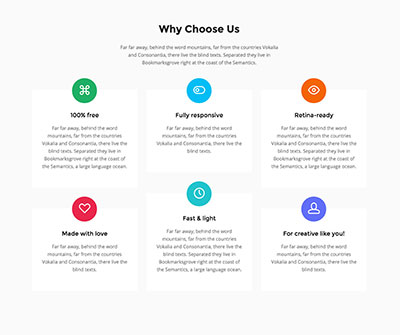 Why Choose Us
Far far away, behind the word mountains, far from the countries Vokalia
and Consonantia, there live the blind texts. Separated they live in
Bookmarksgrove right at the coast of the Semantics.
100% free
Far far away, behind the word
mountains, far from the countries
Vokalia and Consonantia, there live the
blind texts. Separated they live in
Bookmarksgrove right at the coast of
the Semantics, a large language ocean.
Fully responsive
Far far away, behind the word
mountains, far from the countries
Vokalia and Consonantia, there live the
blind texts.
Retina-ready
Far far away, behind the word
mountains, far from the countries
Vokalia and Consonantia, there live the
blind texts. Separated they live in
Bookmarksgrove right at the coast of
the Semantics, a large language ocean.
Made with love
Far far away, behind the word
mountains, far from the countries
Vokalia and Consonantia, there live the
blind texts.
Fast & light
Far far away, behind the word
mountains, far from the countries
Vokalia and Consonantia, there live the
blind texts. Separated they live in
Bookmarksgrove right at the coast of
the Semantics, a large language ocean.
For creative like you!
Far far away, behind the word
mountains, far from the countries
Vokalia and Consonantia, there live the
blind texts.